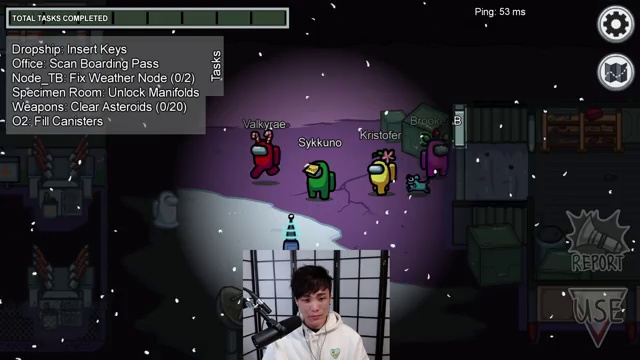 TOTAL TASKS COMPLETED
Ping: 53 ms
Dropship: Insert Keys
Office: Scan Boarding Pass
Node_TB: Fix Weather Node (0/2)
Specimen Room: Unlock Manifolds
Weapons: Clear Asteroids (0/20)
O2: Fill Canisters
Tasks
Valkyrae
Sykkuno
Kristofer
REPORT
USE